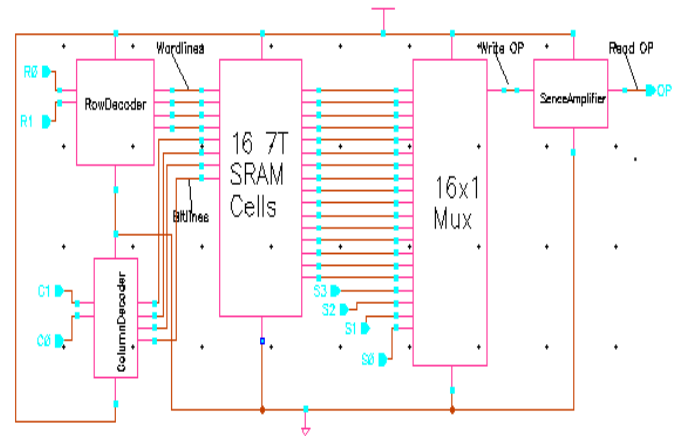 Wordlines
Write OP
Read OP
R0
R1
RowDecoder
SenceAmplifier
OP
16 7T
SRAM
Cells
16x1
Mux
Bitlines
C1
C0
ColumnDecoder
S3
S2
S1
S0